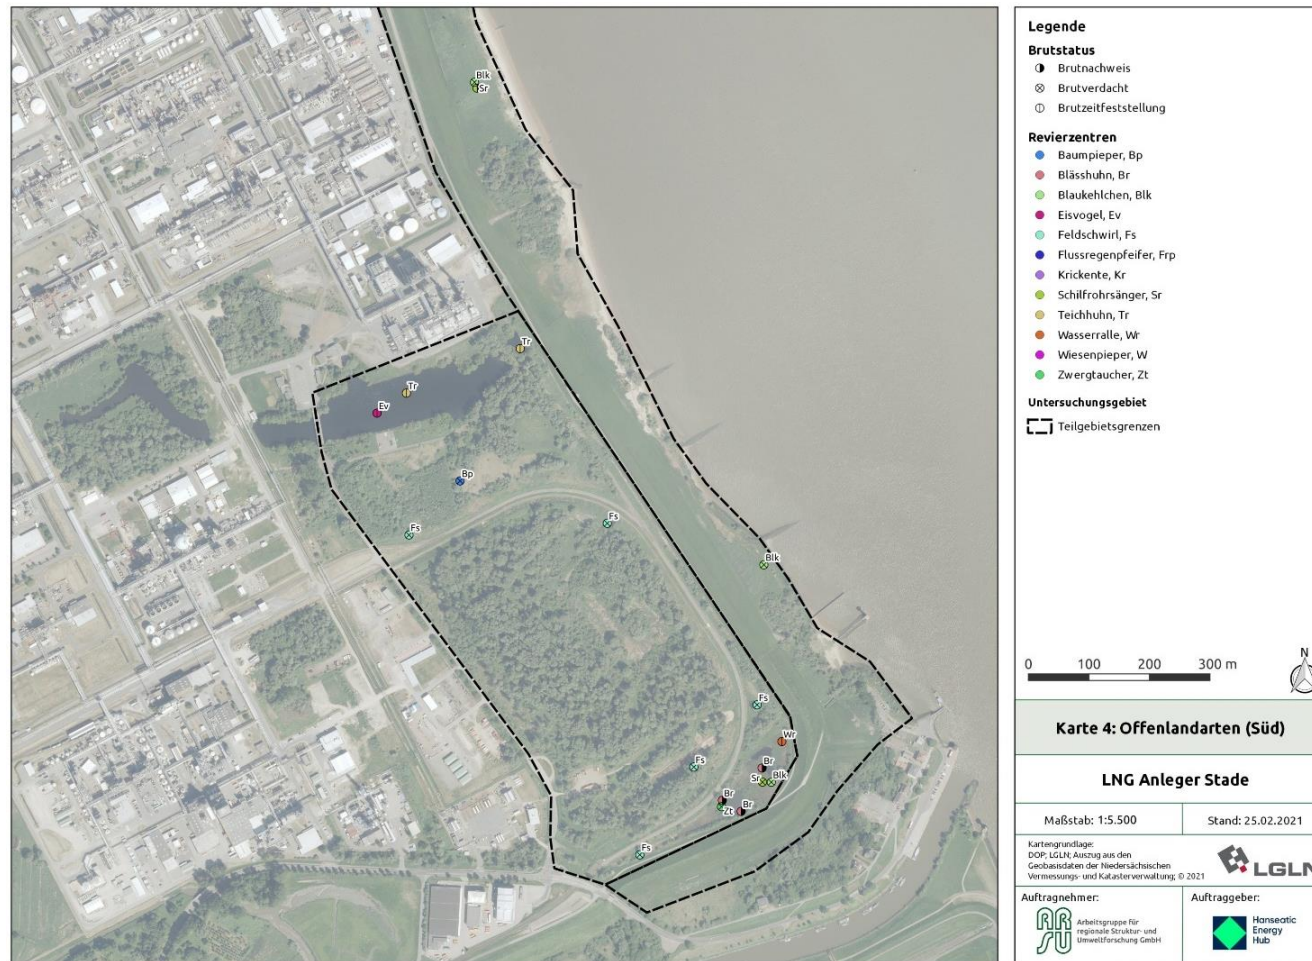 Blk
Sr
Tr
Tr
Ev
Bp
Fs
Fs
Blk
Fs
Wr
Fs
Br
Sr
Blk
Br
Zt
Br
Fs
Legende
Brutstatus
Brutnachweis
Brutverdacht
Brutzeitfeststellung
Revierzentren
Baumpieper, Bp
Blässhuhn, Br
Blaukehlchen, Blk
Eisvogel, Ev
Feldschwirl, Fs
Flussregenpfeifer, Frp
Krickente, Kr
Schilfrohrsänger, Sr
Teichhuhn, Tr
Wasserralle, Wr
Wiesenpieper, W
Zwergtaucher, Zt
Untersuchungsgebiet
Teilgebietsgrenzen
0 100 200 300 m
N
Karte 4: Offenlandarten (Süd)
LNG Anleger Stade
Maßstab: 1:5.500 Stand: 25.02.2021
Kartengrundlage:
DOP; LGLN; Auszug aus den
Geobasisdaten der Niedersächsischen
Vermessungs- und Katasterverwaltung; © 2021
LGLN
Auftragnehmer:
ARSU
Arbeitsgruppe für
regionale Struktur- und
Umweltforschung GmbH
Auftraggeber:
Hanseatic
Energy
Hub